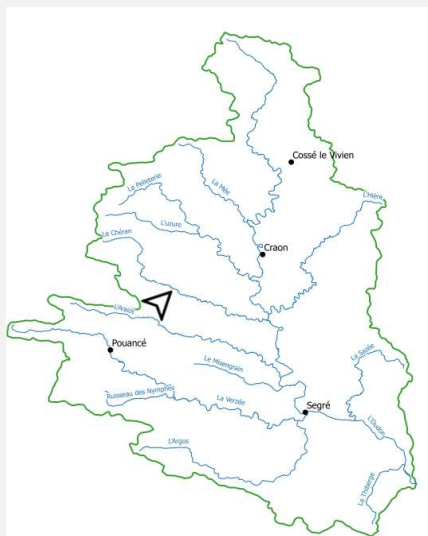 Cossé le Vivien
La Mée
La Pelleterie
L'Hière
L'Uzure
Le Chéran
Craon
L'Araize
Pouancé
Le Misengrain
La Sazée
Ruisseau des Nymphes
La Verzée
Segré
L'Oudon
L'Argos
La Thiberge